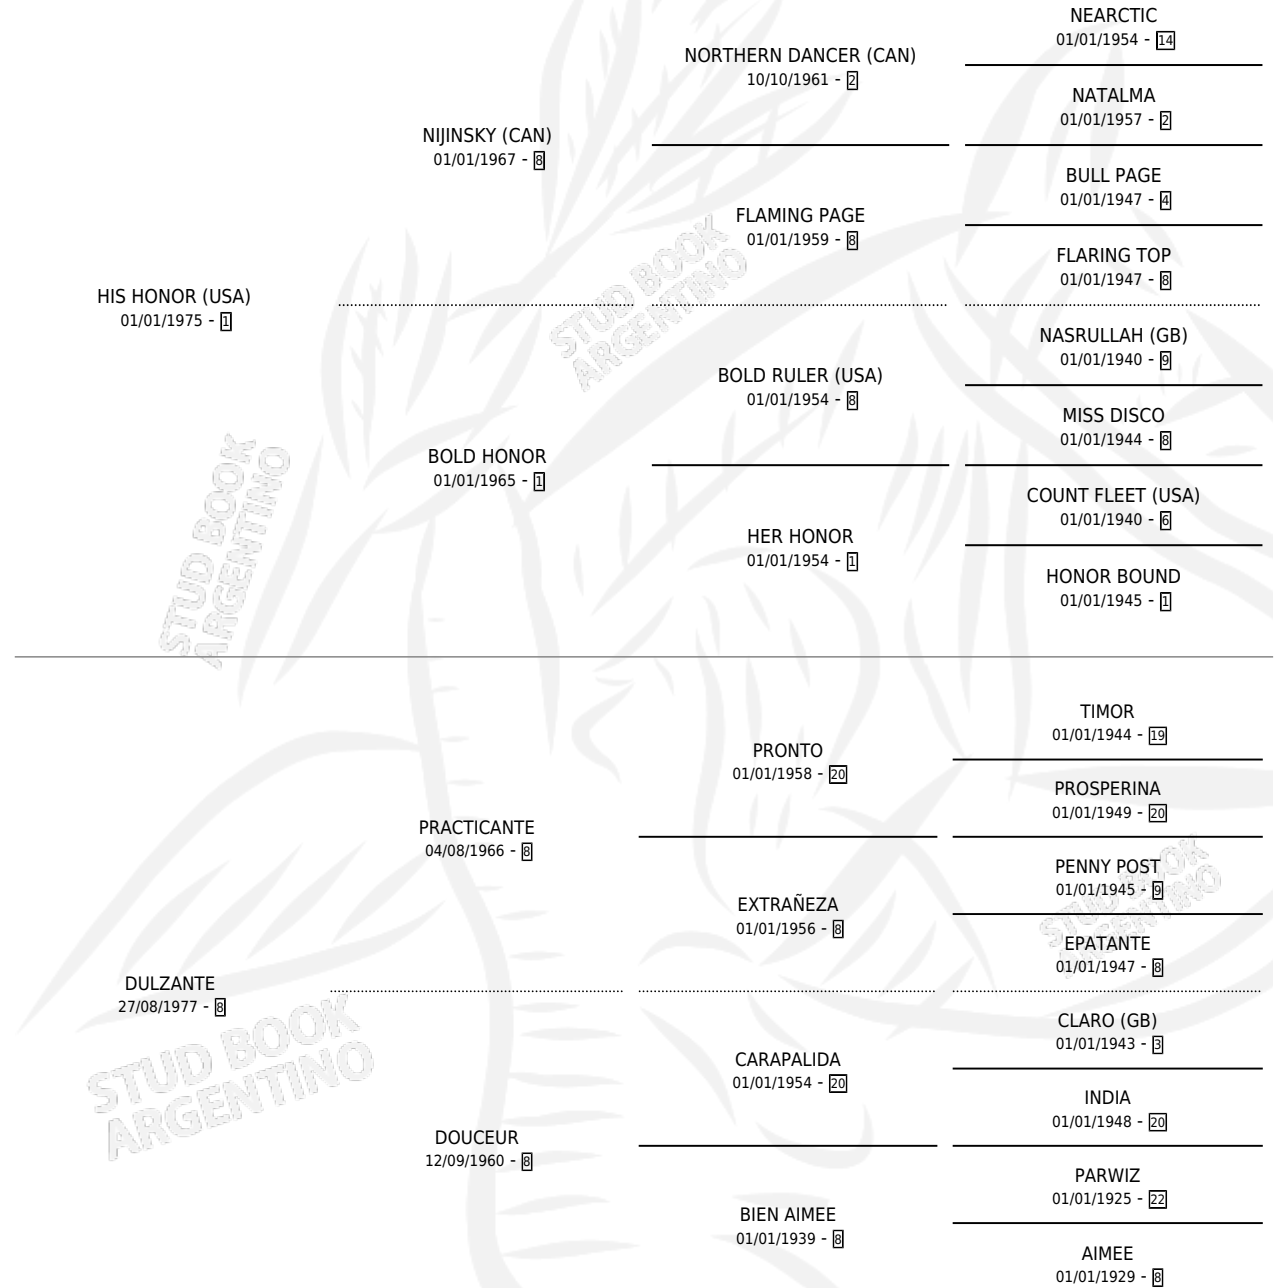 NEARCTIC
01/01/1954 - 14
NORTHERN DANCER (CAN)
10/10/1961 - 2
NATALMA
01/01/1957 - 2
NIJINSKY (CAN)
01/01/1967 - 8
BULL PAGE
01/01/1947 - 4
FLAMING PAGE
01/01/1959 - 8
FLARING TOP
01/01/1947 - 8
HIS HONOR (USA)
01/01/1975 - 1
NASRULLAH (GB)
01/01/1940 - 9
BOLD RULER (USA)
01/01/1954 - 8
MISS DISCO
01/01/1944 - 8
BOLD HONOR
01/01/1965 - 1
COUNT FLEET (USA)
01/01/1940 - 6
HER HONOR
01/01/1954 - 1
HONOR BOUND
01/01/1945 - 1
TIMOR
01/01/1944 - 19
PRONTO
01/01/1958 - 20
PROSPERINA
01/01/1949 - 20
PRACTICANTE
04/08/1966 - 8
PENNY POST
01/01/1945 - 9
EXTRAÑEZA
01/01/1956 - 8
EPATANTE
01/01/1947 - 8
DULZANTE
27/08/1977 - 8
CLARO (GB)
01/01/1943 - 3
CARAPALIDA
01/01/1954 - 20
INDIA
01/01/1948 - 20
DOUCEUR
12/09/1960 - 8
PARWIZ
01/01/1925 - 22
BIEN AIMEE
01/01/1939 - 8
AIMEE
01/01/1929 - 8
STUD BOOK
ARGENTINO
STUD BOOK
ARGENTINO
STUD BOOK
ARGENTINO
STUD BOOK
ARGENTINO